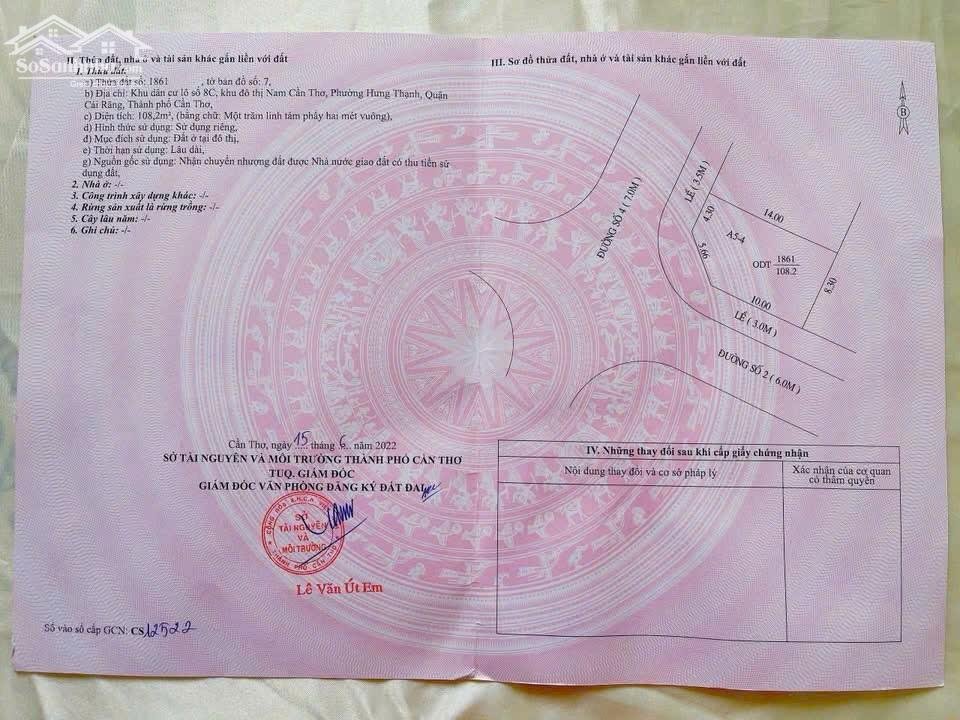 II. Thửa đất, nhà ở và tài sản khác gắn liền với đất
1. Thửa đất:
a) Thửa đất số: 1861 , tờ bản đồ số: 7,
b) Địa chỉ: Khu dân cư lô số 8C, khu đô thị Nam Cần Thơ, Phường Hưng Thạnh, Quận
Cái Răng, Thành phố Cần Thơ,
c) Diện tích: 108,2m², (bằng chữ: Một trăm linh tám phẩy hai mét vuông),
d) Hình thức sử dụng: Sử dụng riêng,
đ) Mục đích sử dụng: Đất ở tại đô thị,
e) Thời hạn sử dụng: Lâu dài,
g) Nguồn gốc sử dụng: Nhận chuyển nhượng đất được Nhà nước giao đất có thu tiền sử
dụng đất,
2. Nhà ở: -/-
3. Công trình xây dựng khác: -/-
4. Rừng sản xuất là rừng trồng: -/-
5. Cây lâu năm: -/-
6. Ghi chú: -/-
Cần Thơ, ngày 15 tháng 6 năm 2022
SỞ TÀI NGUYÊN VÀ MÔI TRƯỜNG THÀNH PHỐ CẦN THƠ
TUQ. GIÁM ĐỐC
GIÁM ĐỐC VĂN PHÒNG ĐĂNG KÝ ĐẤT ĐAI
SỞ
TÀI NGUYÊN
VÀ
MÔI TRƯỜNG
THÀNH PHỐ CẦN THƠ
Lê Văn Út Em
Số vào sổ cấp GCN: CS12522
III. Sơ đồ thửa đất, nhà ở và tài sản khác gắn liền với đất
B
ĐƯỜNG SỐ 4 ( 7.0M )
LỀ ( 3.5M )
4.30
14.00
A5-4
5.66
ODT 1861
108.2
8.30
10.00
LỀ ( 3.0M )
ĐƯỜNG SỐ 2 ( 6.0M )
IV. Những thay đổi sau khi cấp giấy chứng nhận
Nội dung thay đổi và cơ sở pháp lý
Xác nhận của cơ quan
có thẩm quyền